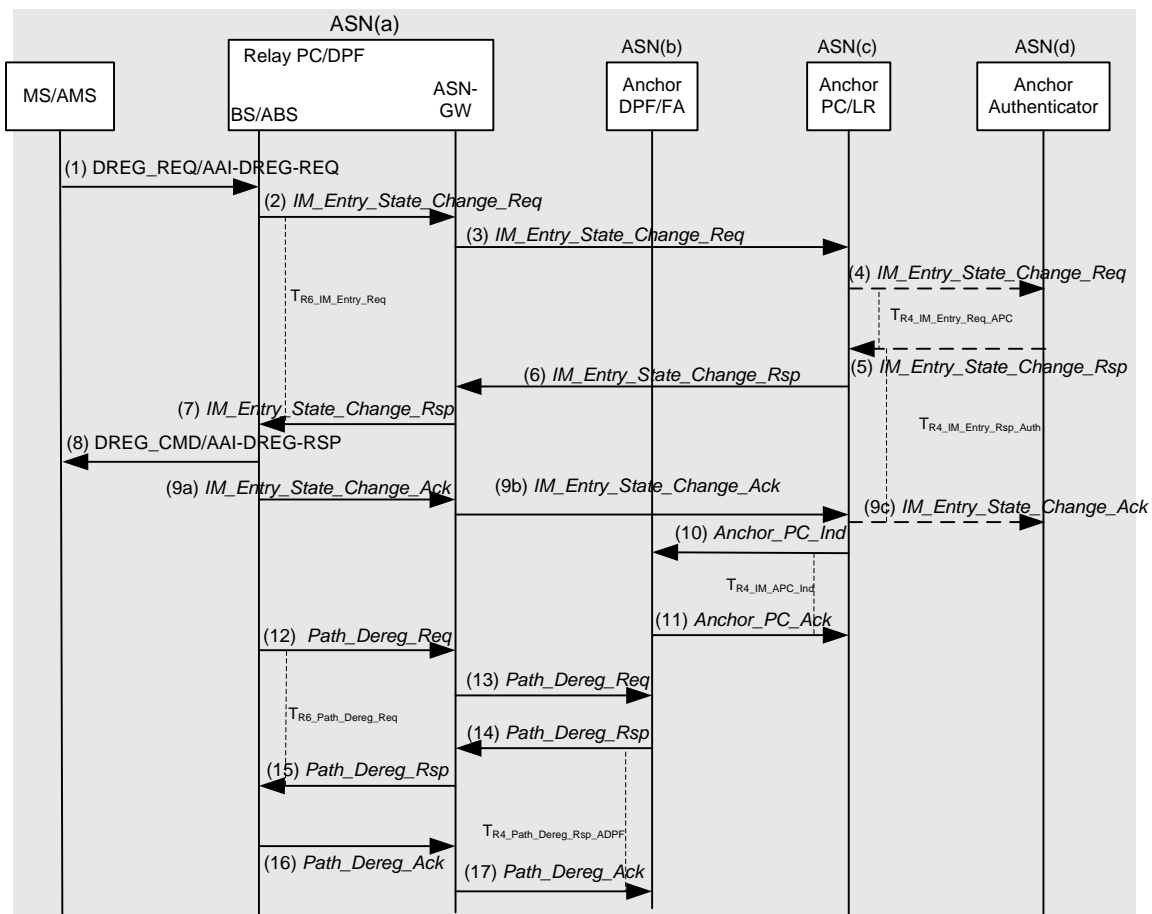 ASN(a)
Relay PC/DPF
ASN(b)
ASN(c)
ASN(d)
MS/AMS
BS/ABS
ASN-
GW
Anchor
DPF/FA
Anchor
PC/LR
Anchor
Authenticator
(1) DREG_REQ/AAI-DREG-REQ
(2) IM_Entry_State_Change_Req
(3) IM_Entry_State_Change_Req
(4) IM_Entry_State_Change_Req
TR6_IM_Entry_Req
TR4_IM_Entry_Req_APC
(5) IM_Entry_State_Change_Rsp
(6) IM_Entry_State_Change_Rsp
(7) IM_Entry_State_Change_Rsp
TR4_IM_Entry_Rsp_Auth
(8) DREG_CMD/AAI-DREG-RSP
(9a) IM_Entry_State_Change_Ack
(9b) IM_Entry_State_Change_Ack
(9c) IM_Entry_State_Change_Ack
(10) Anchor_PC_Ind
TR4_IM_APC_Ind
(11) Anchor_PC_Ack
(12) Path_Dereg_Req
(13) Path_Dereg_Req
TR6_Path_Dereg_Req
(14) Path_Dereg_Rsp
(15) Path_Dereg_Rsp
TR4_Path_Dereg_Rsp_ADPF
(16) Path_Dereg_Ack
(17) Path_Dereg_Ack